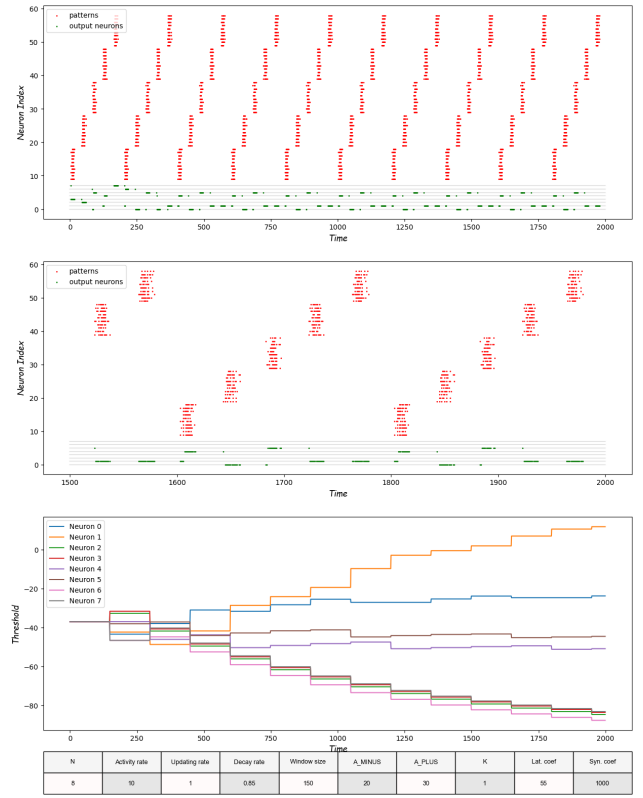 60
50
40
30
20
10
0
Neuron Index
patterns
output neurons
0 250 500 750 1000 1250 1500 1750 2000
Time
60
50
40
30
20
10
0
Neuron Index
patterns
output neurons
1500 1600 1700 1800 1900 2000
Time
0
−20
−40
−60
−80
Threshold
Neuron 0
Neuron 1
Neuron 2
Neuron 3
Neuron 4
Neuron 5
Neuron 6
Neuron 7
0 250 500 750 1000 1250 1500 1750 2000
Time
N Activity rate Updating rate Decay rate Window size A_MINUS A_PLUS K Lat. coef Syn. coef
8 10 1 0.85 150 20 30 1 55 1000